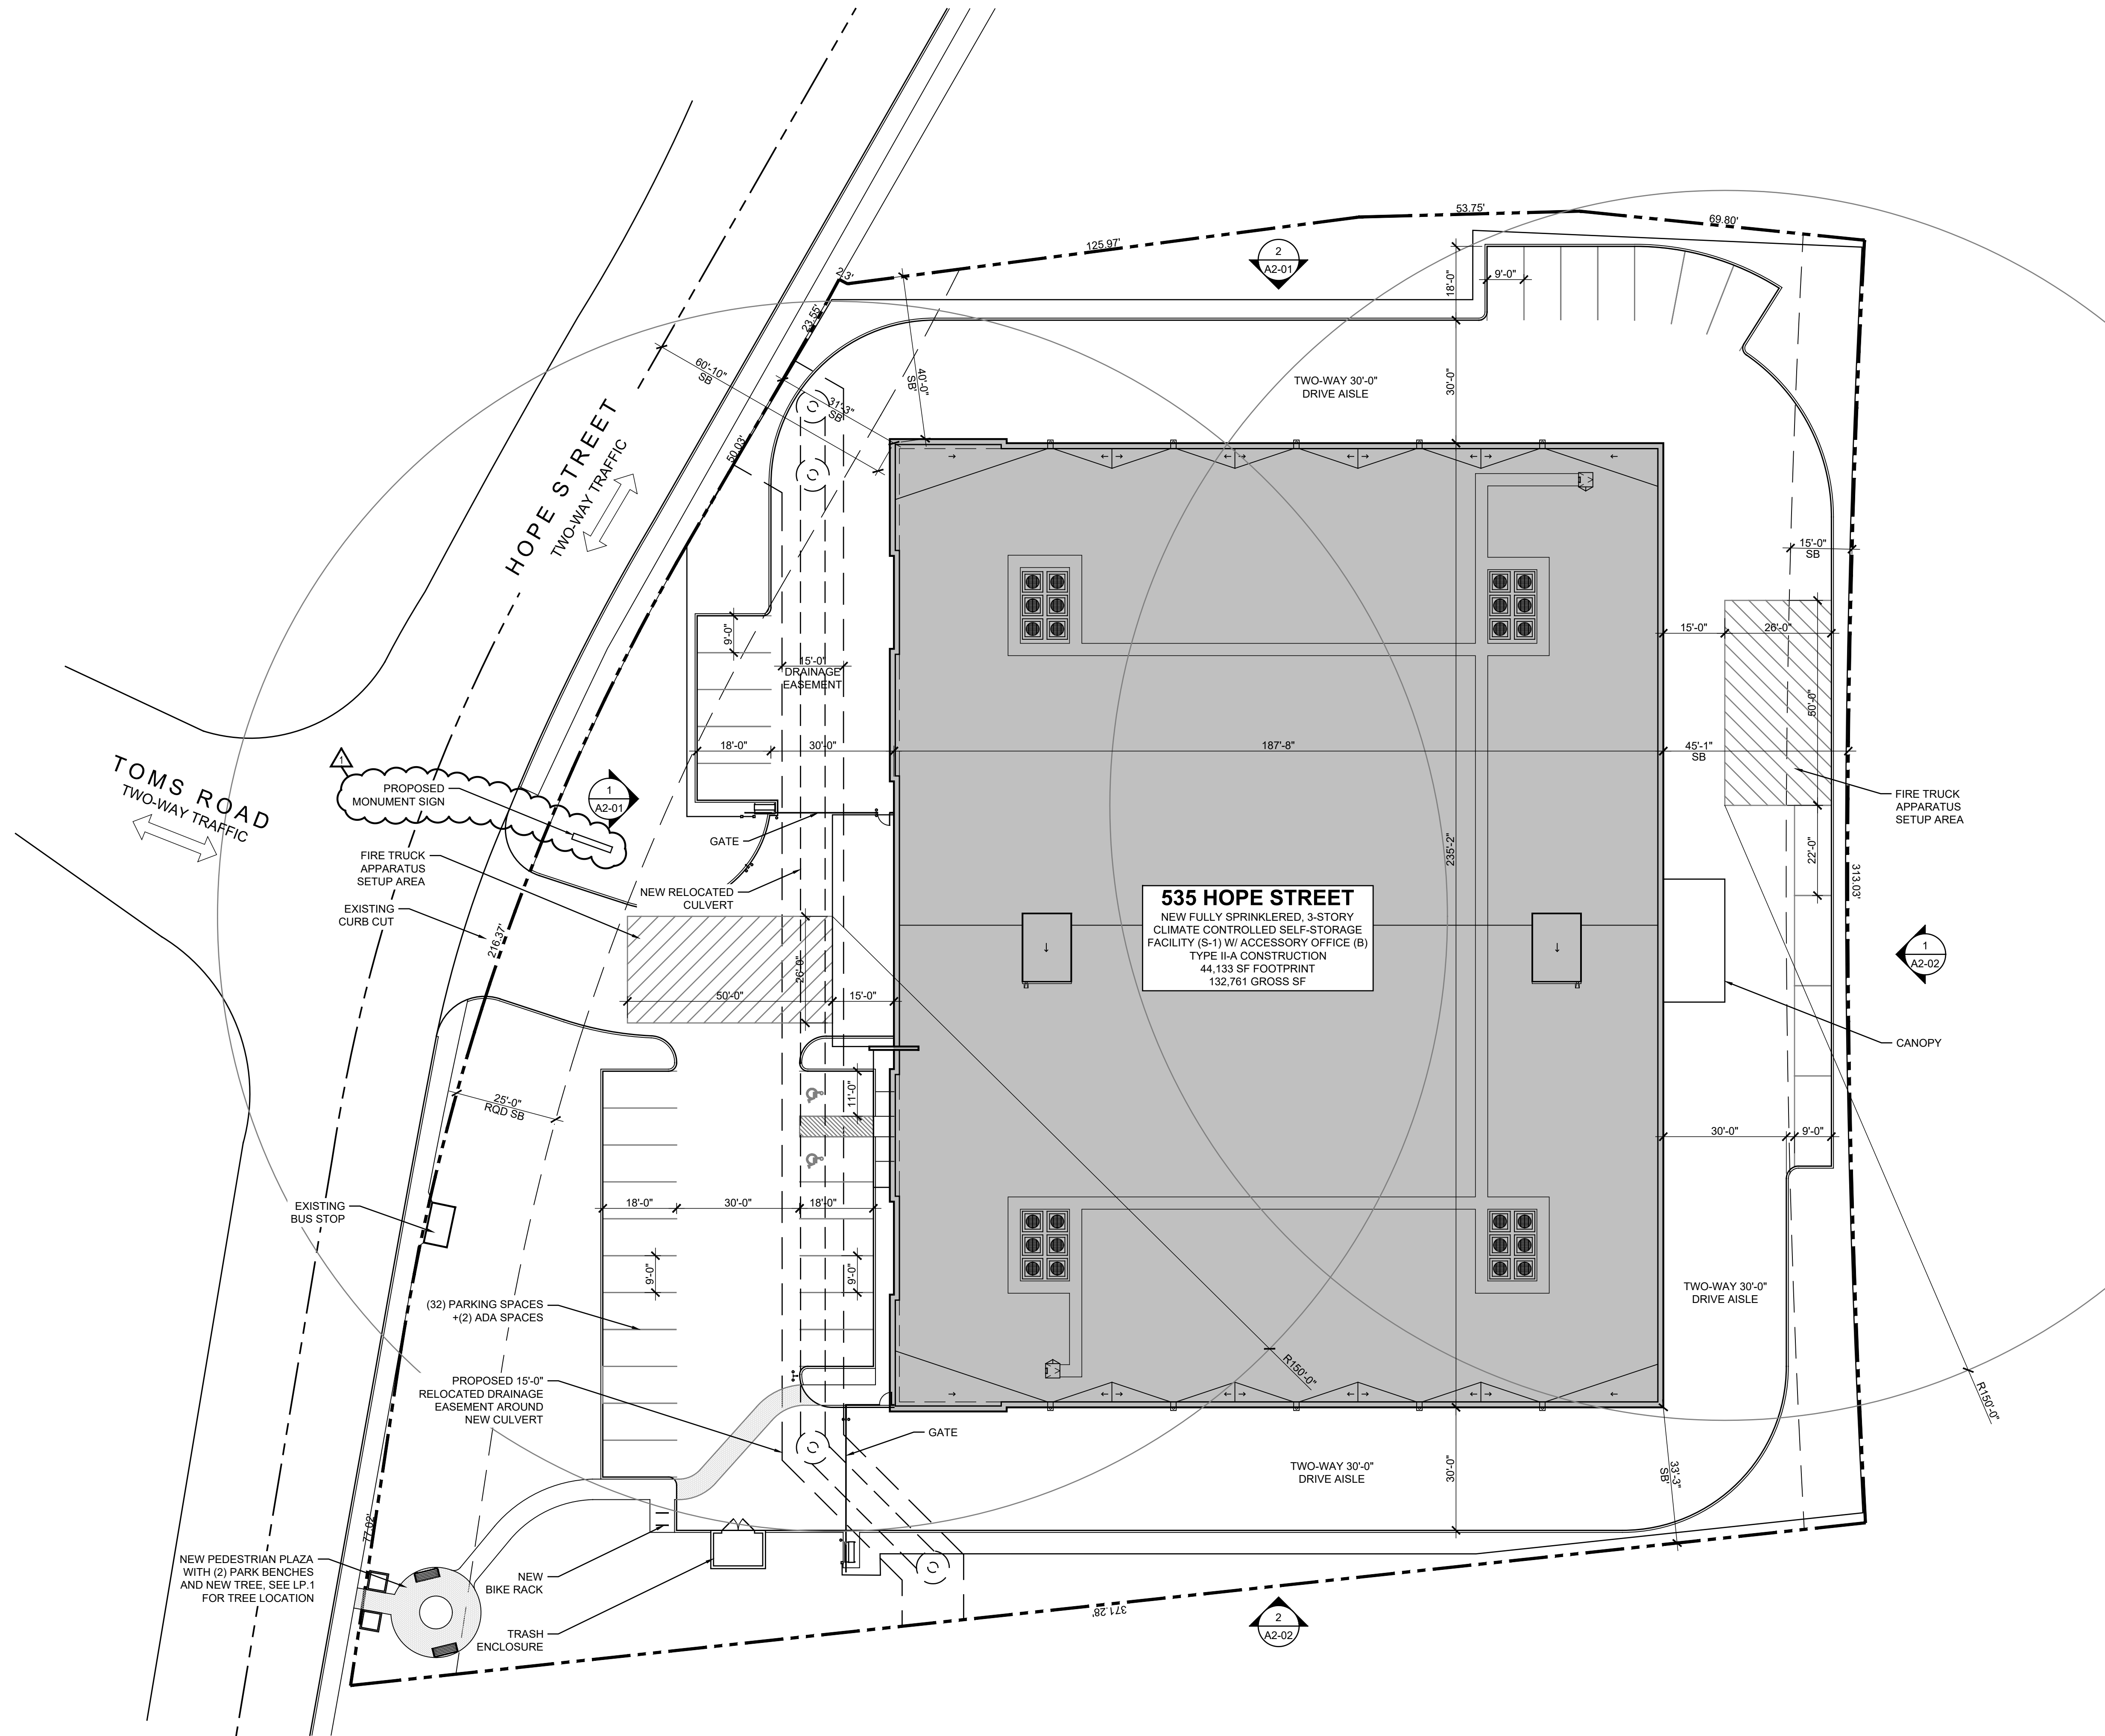 53.75'
69.80'
125.97'
2.3'
23.55'
50.03'
2
A2-01
18'-0"
9'-0"
60'-10"
SB
31'-3"
SB
40'-0"
SB
TWO-WAY 30'-0"
DRIVE AISLE
30'-0"
HOPE STREET
TWO-WAY TRAFFIC
15'-0"
SB
9'-0"
15'-0"
DRAINAGE
EASEMENT
15'-0"
26'-0"
50'-0"
18'-0"
30'-0"
187'-8"
45'-1"
SB
TOMS ROAD
TWO-WAY TRAFFIC
1
PROPOSED
MONUMENT SIGN
1
A2-01
FIRE TRUCK
APPARATUS
SETUP AREA
GATE
FIRE TRUCK
APPARATUS
SETUP AREA
22'-0"
235'-2"
313.03'
NEW RELOCATED
CULVERT
EXISTING
CURB CUT
216.37'
535 HOPE STREET
NEW FULLY SPRINKLERED, 3-STORY
CLIMATE CONTROLLED SELF-STORAGE
FACILITY (S-1) W/ ACCESSORY OFFICE (B)
TYPE II-A CONSTRUCTION
44,133 SF FOOTPRINT
132,761 GROSS SF
1
A2-02
26'-0"
50'-0"
15'-0"
CANOPY
25'-0"
RQD SB
11'-0"
30'-0"
9'-0"
EXISTING
BUS STOP
18'-0"
30'-0"
18'-0"
9'-0"
9'-0"
(32) PARKING SPACES
+(2) ADA SPACES
TWO-WAY 30'-0"
DRIVE AISLE
R150'-0"
R150'-0"
PROPOSED 15'-0"
RELOCATED DRAINAGE
EASEMENT AROUND
NEW CULVERT
GATE
TWO-WAY 30'-0"
DRIVE AISLE
30'-0"
33'-3"
SB
77.02'
NEW PEDESTRIAN PLAZA
WITH (2) PARK BENCHES
AND NEW TREE, SEE LP.1
FOR TREE LOCATION
NEW
BIKE RACK
TRASH
ENCLOSURE
371.28'
2
A2-02